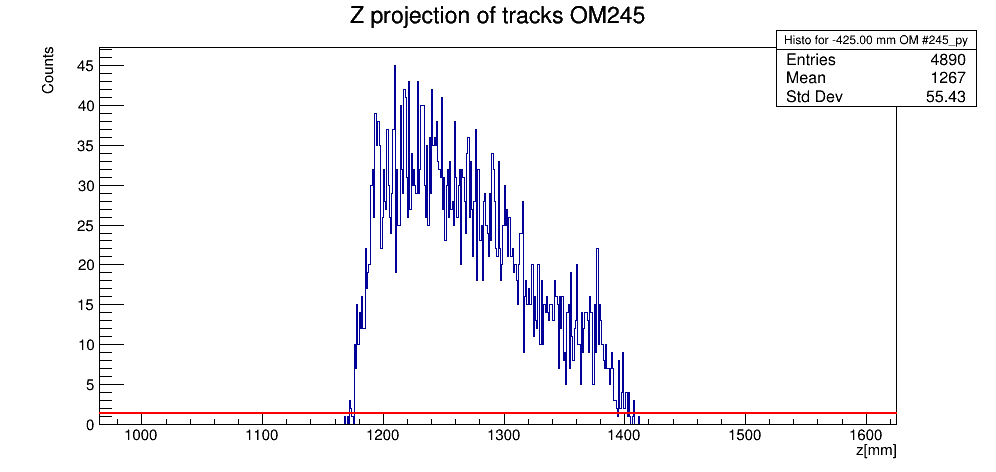 Z projection of tracks OM245
Histo for -425.00 mm OM #245_py
Entries 4890
Mean 1267
Std Dev 55.43
Counts
45
40
35
30
25
20
15
10
5
0
1000 1100 1200 1300 1400 1500 1600
z[mm]